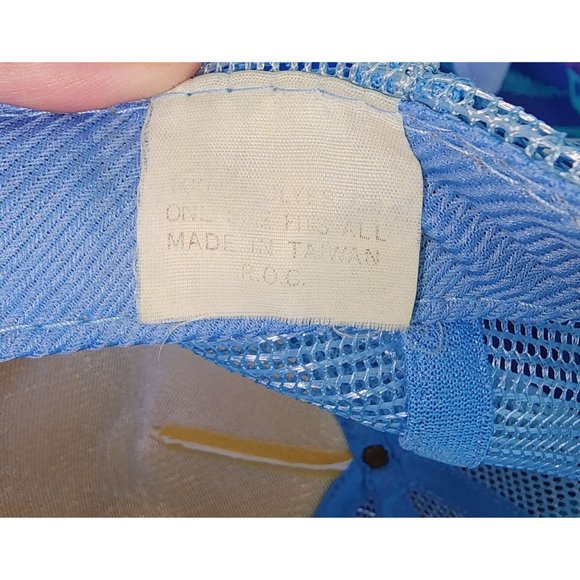 ONE SIZE FITS ALL
MADE IN TAIWAN
R.O.C.